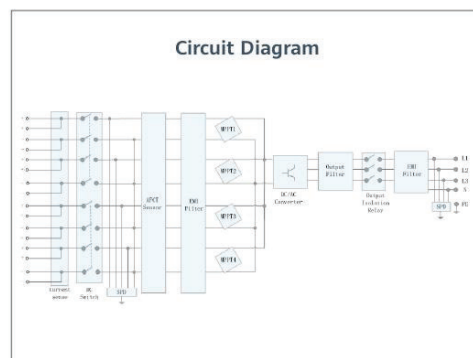 Circuit Diagram
MPPT1
MPPT2
MPPT3
MPPT4
AFCI
Sensor
EMI
Filter
DC/AC
Converter
Output
Filter
Output
Isolation
Relay
EMI
Filter
L1
L2
L3
N
PE
SPD
Current
sense
DC
Switch
SPD